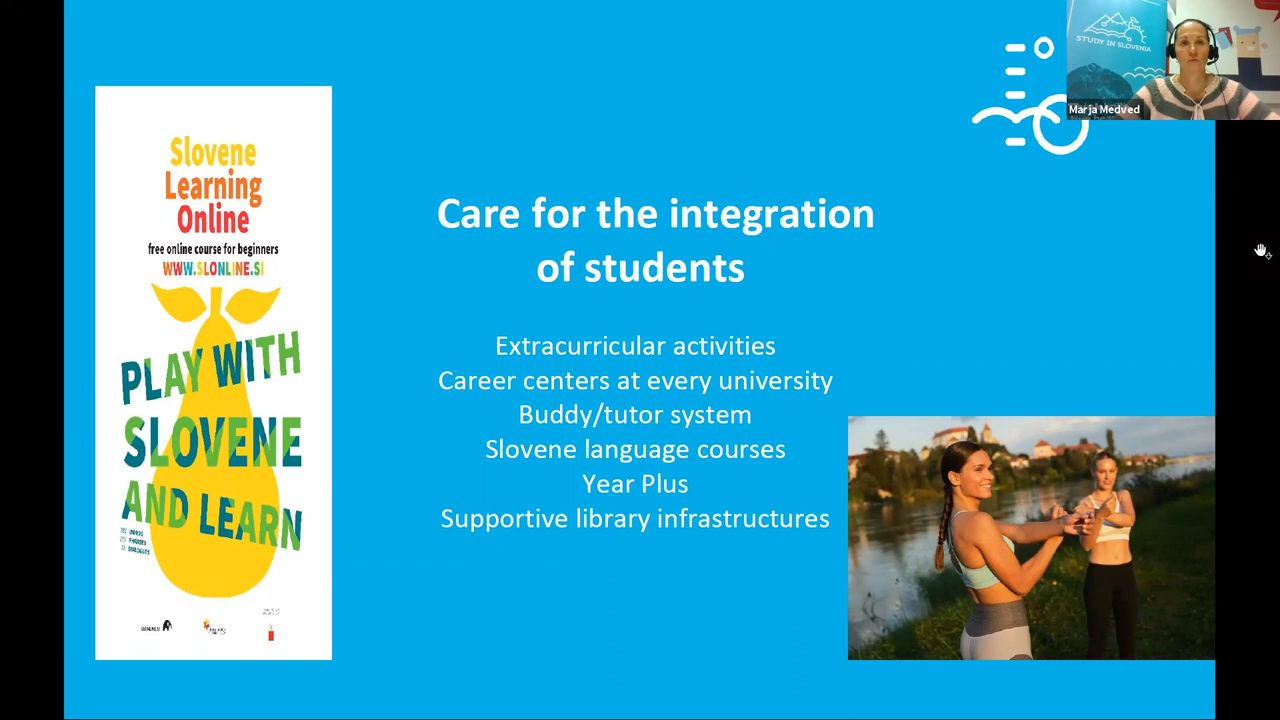 STUDY IN SLOVENIA
Marja Medved
Slovene
Learning
Online
free online course for beginners
WWW.SLONLINE.SI
PLAY WITH
SLOVENE
AND LEARN
Care for the integration
of students
Extracurricular activities
Career centers at every university
Buddy/tutor system
Slovene language courses
Year Plus
Supportive library infrastructures